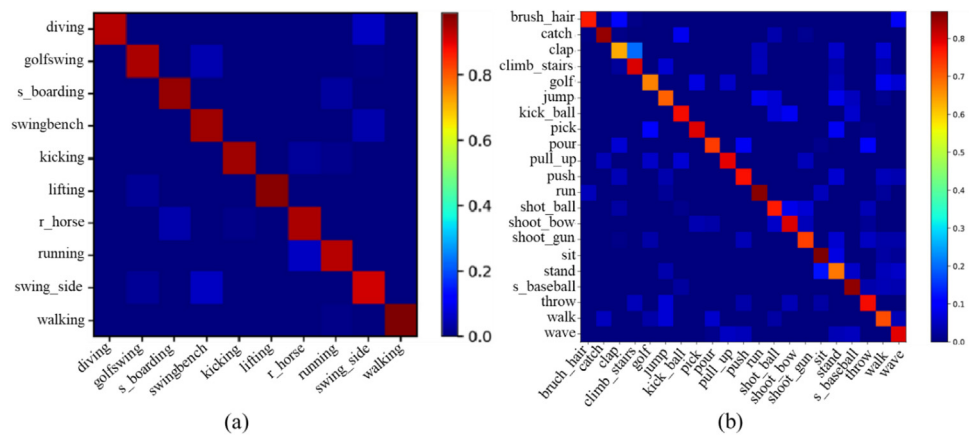 diving
golfswing
s_boarding
swingbench
kicking
lifting
r_horse
running
swing_side
walking
diving
golfswing
s_boarding
swingbench
kicking
lifting
r_horse
running
swing_side
walking
0.8
0.6
0.4
0.2
0.0
(a)
brush_hair
catch
clap
climb_stairs
golf
jump
kick_ball
pick
pour
pull_up
push
run
shot_ball
shoot_bow
shoot_gun
sit
stand
s_baseball
throw
walk
wave
bruch_hair
catch
clap
climb_stairs
golf
jump
kick_ball
pick
pour
pull_up
push
run
shot_ball
shoot_bow
shoot_gun
sit
stand
s_baseball
throw
walk
wave
0.8
0.7
0.6
0.5
0.4
0.3
0.2
0.1
0.0
(b)